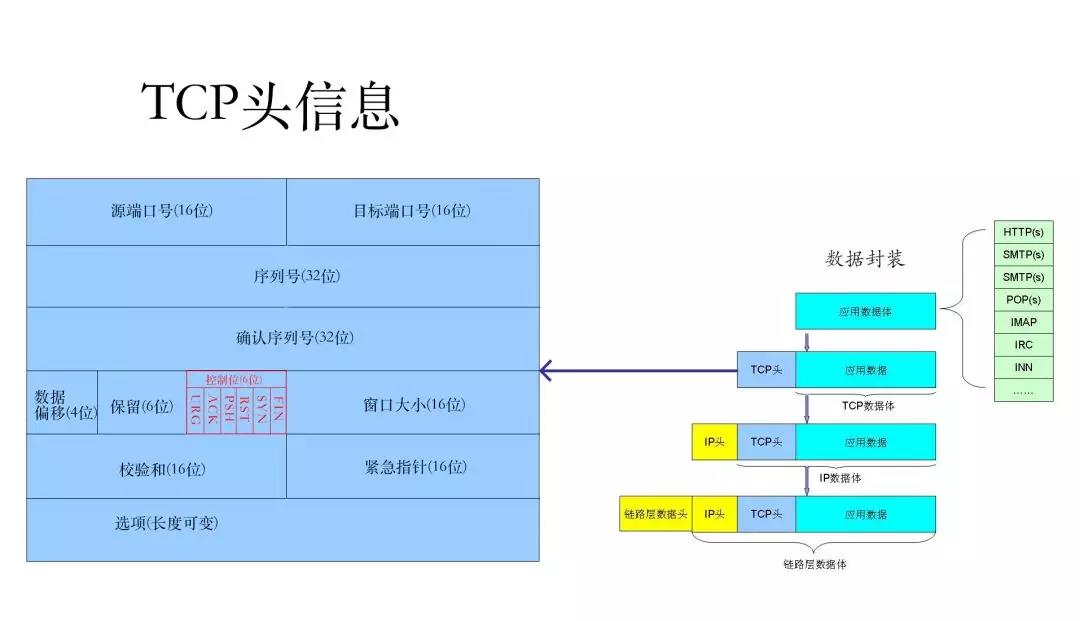 TCP头信息
源端口号(16位)
目标端口号(16位)
序列号(32位)
确认序列号(32位)
数据
偏移(4位)
保留(6位)
控制位(6位)
URG
ACK
PSH
RST
SYN
FIN
窗口大小(16位)
校验和(16位)
紧急指针(16位)
选项(长度可变)
数据封装
应用数据体
TCP头
应用数据
TCP数据体
IP头
TCP头
应用数据
IP数据体
链路层数据头
IP头
TCP头
应用数据
链路层数据体
HTTP(s)
SMTP(s)
SMTP(s)
POP(s)
IMAP
IRC
INN
......